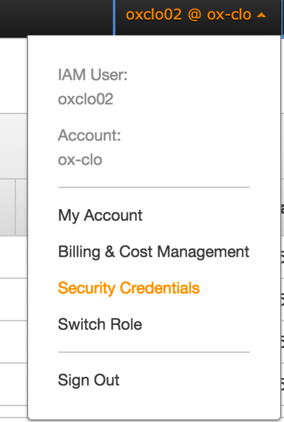 oxclo02 @ ox-clo
IAM User:
oxclo02
Account:
ox-clo
My Account
Billing & Cost Management
Security Credentials
Switch Role
Sign Out